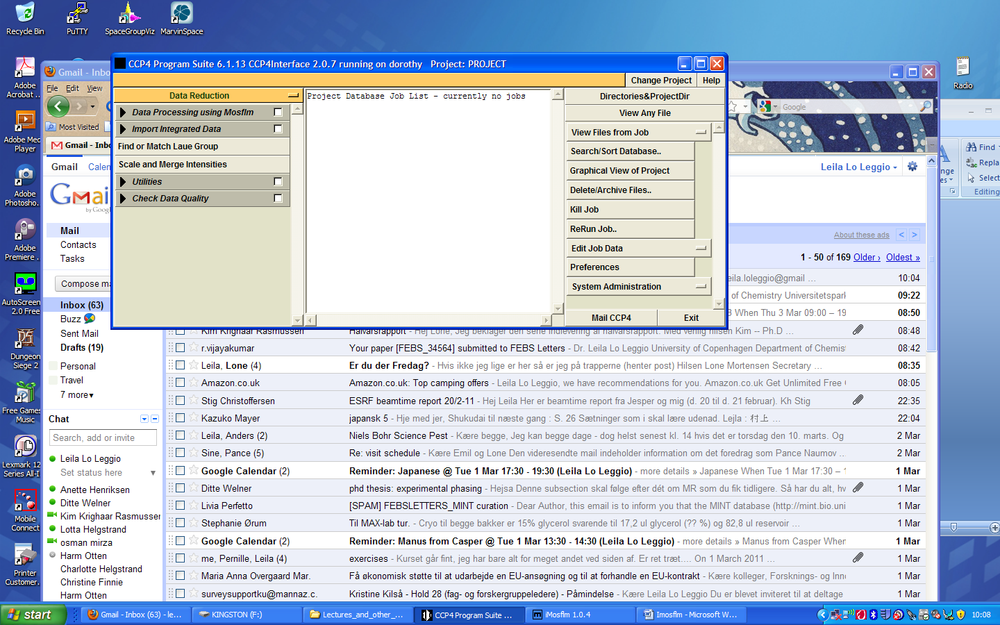 Recycle Bin
PuTTY
SpaceGroupViz
MarvinSpace
Adobe Acrobat ...
Adobe Med Player
Adobe Photosho..
Adobe Premiere ..
AutoScreen 2.0 Free
Dungeon Siege 2
Free Games Music
Lexmark 12 Series All-I
Mobile Connect
Printer Customer..
Radio
Gmail - Inbo
File Edit View
Most Visited
Gmail - Inbo
Google
Gmail Calen
Leila Lo Leggio
Gmail
by Google
CCP4 Program Suite 6.1.13 CCP4Interface 2.0.7 running on dorothy Project: PROJECT
Change Project
Help
Data Reduction
Data Processing using Mosflm
Import Integrated Data
Find or Match Laue Group
Scale and Merge Intensities
Utilities
Check Data Quality
Project Database Job List - currently no jobs
Directories&ProjectDir
View Any File
View Files from Job
Search/Sort Database..
Graphical View of Project
Delete/Archive Files..
Kill Job
ReRun Job..
Edit Job Data
Preferences
System Administration
Mail CCP4
Exit
Find
Repla
Select
Editing
nge
es
Mail
Contacts
Tasks
Compose ma
Inbox (63)
Buzz
Sent Mail
Drafts (19)
Personal
Travel
7 more▾
Chat
Search, add or invite
Leila Lo Leggio
Set status here
Anette Henriksen
Ditte Welner
Kim Krighaar Rasmusser
Lotta Helgstrand
osman mirza
Harm Otten
Charlotte Helgstrand
Christine Finnie
Harm Otten
About these ads < >
1 - 50 of 169 Older › Oldest »
eila.loleggio@gmail ... 10:04
of Chemistry Universitetspark 09:22
3 When Thu 3 Mar 09:00 – 19 08:50
Kim Krighaar Rasmussen Halvårsrapport - Hej Lone, Jeg beklager den sene indlevering af halvårsrapport. Med venlig hilsen Kim -- Ph.D ... 08:48
r.vijayakumar Your paper [FEBS_34564] submitted to FEBS Letters - Dr. Leila Lo Leggio University of Copenhagen Department of Chemist 08:42
Leila, Lone (4) Er du der Fredag? - Hvis ikke jeg lige er her så er jeg på trapperne (henter post) Hilsen Lone Mortensen Secretary ... 08:35
Amazon.co.uk Amazon.co.uk: Top camping offers - Leila Lo Leggio, we have recommendations for you. Amazon.co.uk Get Unlimited Free 08:05
Stig Christoffersen ESRF beamtime report 20/2-11 - Hej Leila Her er beamtime report fra Jesper og mig (d. 20 til d. 21 februar). Kh Stig 22:35
Kazuko Mayer japansk 5 - Hje med jer, Shukudai til næste gang : S. 26 Sætninger som i skal lære udenad. Lejla : 村上 ... 22:04
Leila, Anders (2) Niels Bohr Science Pest - Kære begge, Jeg kan begge dage - dog helst senest kl. 14 hvis det er torsdag den 10. marts. Og 2 Mar
Sine, Pance (5) Re: visit schedule - Kære Emil og Lone Den videresendte mail indeholder information om det foredrag som Pance Naumov ... 2 Mar
Google Calendar (2) Reminder: Japanese @ Tue 1 Mar 17:30 - 19:30 (Leila Lo Leggio) - more details » Japanese When Tue 1 Mar 17:30 – 1 1 Mar
Ditte Welner phd thesis: experimental phasing - Hejsa Denne subsection skal følge efter dét om MR som du fik tidligere. Så har du alt, hv 1 Mar
Livia Perfetto [SPAM] FEBSLETTERS_MINT curation - Dear Author, this email is to inform you that the MINT database (http://mint.bio.uni 1 Mar
Stephanie Ørum Til MAX-lab tur. - Cryo til begge bakker er 15% glycerol svarende til 17,2 ul glycerol (?? %) og 82,8 ul reservoir ... 1 Mar
Google Calendar (2) Reminder: Manus from Casper @ Tue 1 Mar 13:30 - 14:30 (Leila Lo Leggio) - more details » Manus from Casper When 1 Mar
me, Pernille, Leila (4) exercises - Kurset går fint, jeg har bare alt for meget andet ved siden af. Er ret træt.... On 1 March 2011 ... 1 Mar
Maria Anna Overgaard Mar. Få økonomisk støtte til at udarbejde en EU-ansøgning og til at forhandle en EU-kontrakt - Kære kolleger, Forsknings- og Inn 1 Mar
surveysupportku@mannaz.c. Kristine Kilså - Hold 28 (fag- og forskergruppeledere) - Påmindelse - Kære Leila Lo Leggio Du er blevet inviteret til at deltage 1 Mar
start
Gmail - Inbox (63) - le...
KINGSTON (F:)
Lectures_and_other_...
CCP4 Program Suite ...
iMosflm 1.0.4
Imosflm - Microsoft W...
10:08